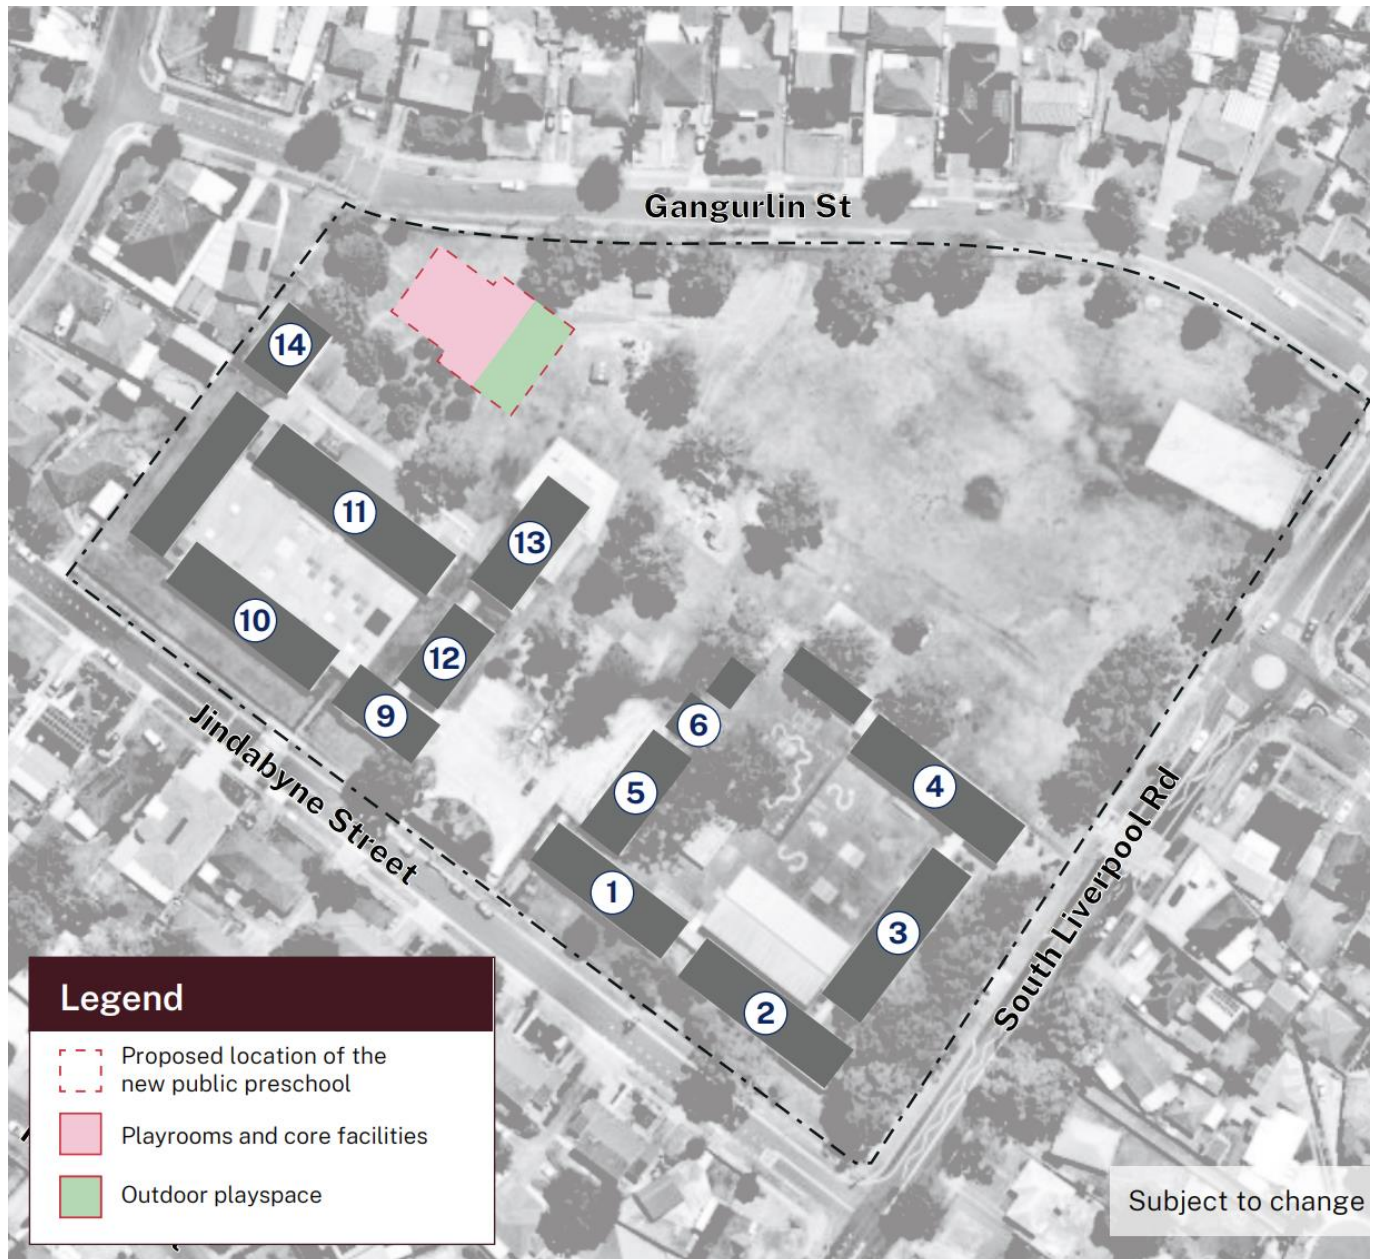 Gangurlin St
14
11
13
10
12
9
6
5
4
1
3
2
Jindabyne Street
South Liverpool Rd
Legend
Proposed location of the
new public preschool
Playrooms and core facilities
Outdoor playspace
Subject to change